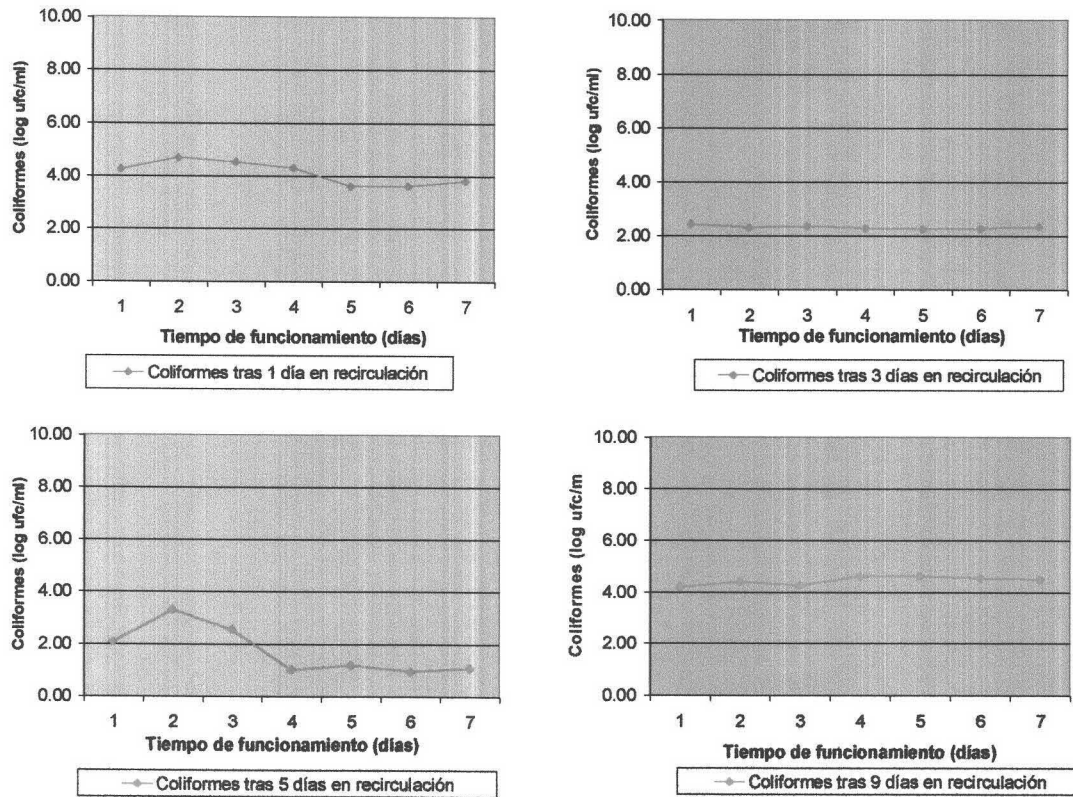 10.00
8.00
6.00
4.00
2.00
0.00
Coliformes (log ufc/ml)
1 2 3 4 5 6 7
Tiempo de funcionamiento (días)
Coliformes tras 1 día en recirculación
10.00
8.00
6.00
4.00
2.00
0.00
Coliformes (log ufc/ml)
1 2 3 4 5 6 7
Tiempo de funcionamiento (días)
Coliformes tras 3 días en recirculación
10.00
8.00
6.00
4.00
2.00
0.00
Coliformes (log ufc/ml)
1 2 3 4 5 6 7
Tiempo de funcionamiento (días)
Coliformes tras 5 días en recirculación
10.00
8.00
6.00
4.00
2.00
0.00
Coliformes (log ufc/m
1 2 3 4 5 6 7
Tiempo de funcionamiento (días)
Coliformes tras 9 días en recirculación